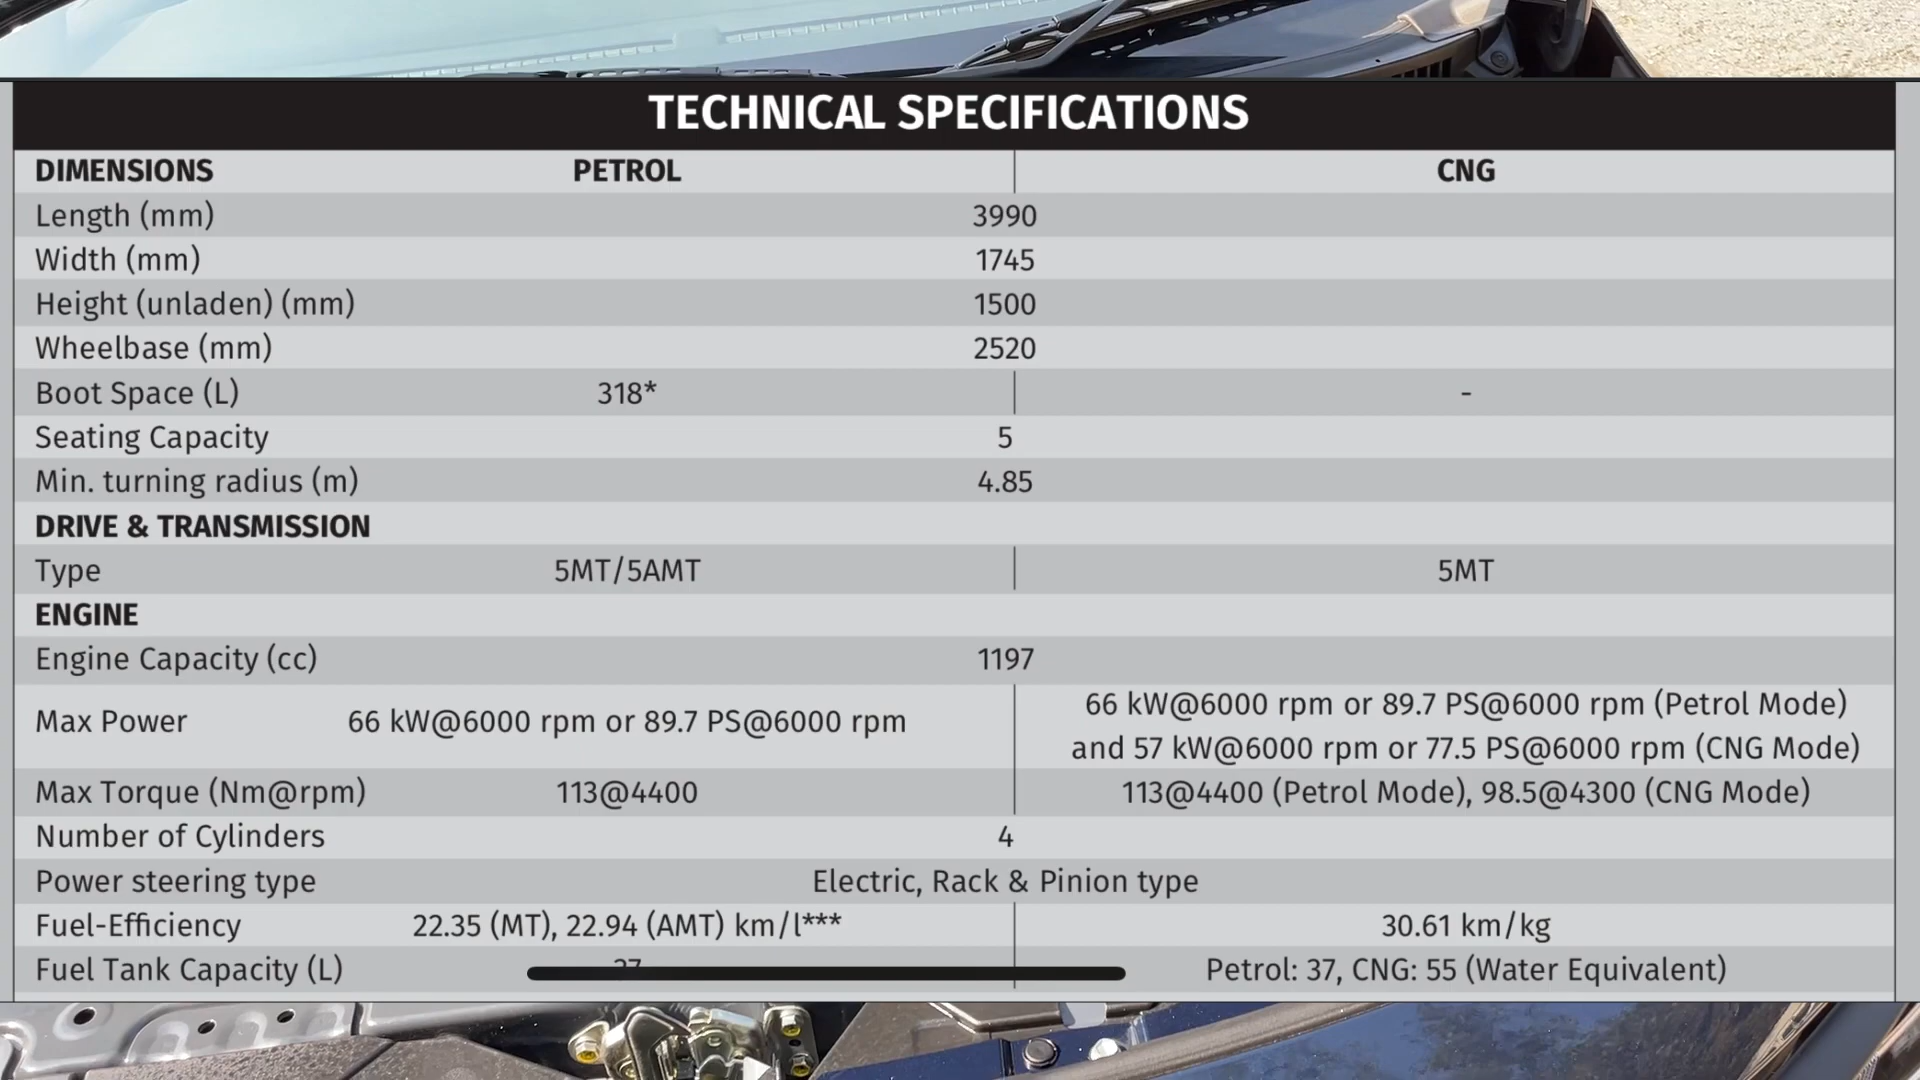 TECHNICAL SPECIFICATIONS
DIMENSIONS PETROL CNG
Length (mm) 3990
Width (mm) 1745
Height (unladen) (mm) 1500
Wheelbase (mm) 2520
Boot Space (L) 318* -
Seating Capacity 5
Min. turning radius (m) 4.85
DRIVE & TRANSMISSION
Type 5MT/5AMT 5MT
ENGINE
Engine Capacity (cc) 1197
Max Power 66 kW@6000 rpm or 89.7 PS@6000 rpm 66 kW@6000 rpm or 89.7 PS@6000 rpm (Petrol Mode)
and 57 kW@6000 rpm or 77.5 PS@6000 rpm (CNG Mode)
Max Torque (Nm@rpm) 113@4400 113@4400 (Petrol Mode), 98.5@4300 (CNG Mode)
Number of Cylinders 4
Power steering type Electric, Rack & Pinion type
Fuel-Efficiency 22.35 (MT), 22.94 (AMT) km/l*** 30.61 km/kg
Fuel Tank Capacity (L) Petrol: 37, CNG: 55 (Water Equivalent)